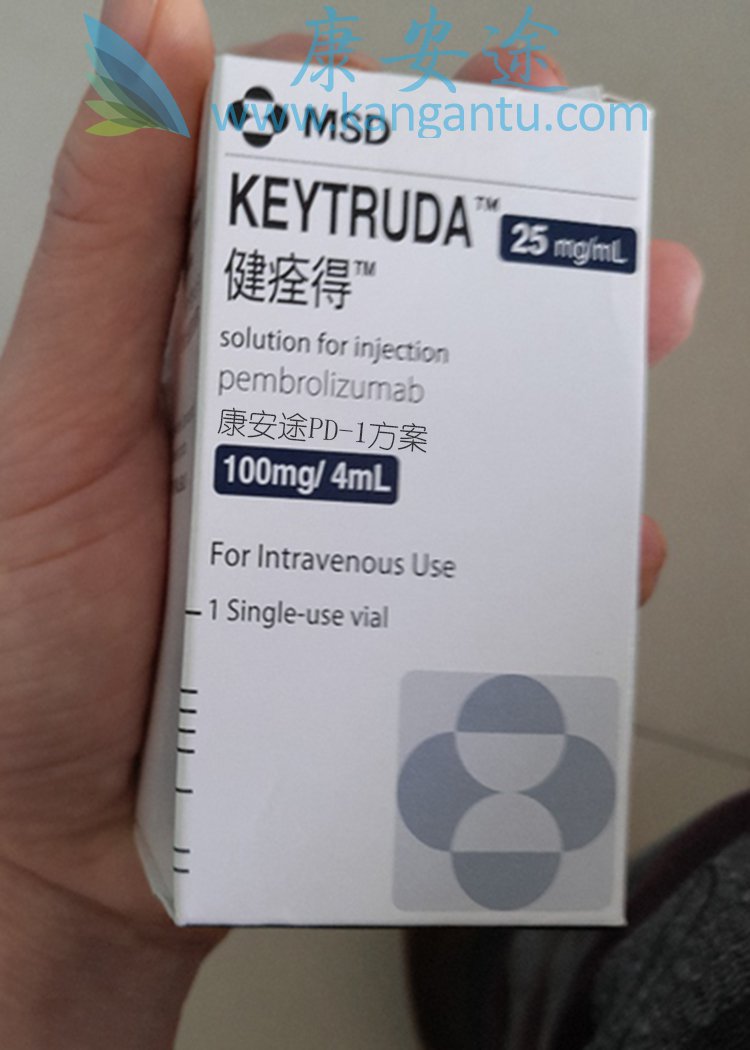 康安途
www.kangantu.com
MSD
KEYTRUDA™
25 mg/mL
健痊得™
solution for injection
pembrolizumab
康安途PD-1方案
100mg/ 4mL
For Intravenous Use
1 Single-use vial